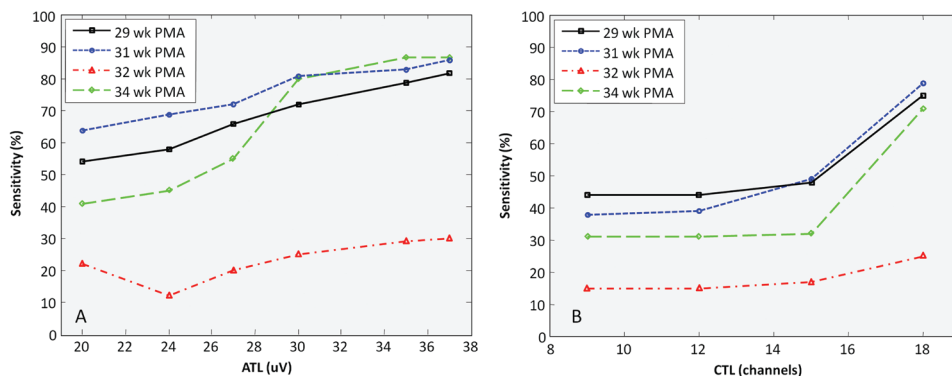 100
90
80
70
60
50
40
30
20
10
0
Sensitivity (%)
29 wk PMA
31 wk PMA
32 wk PMA
34 wk PMA
A
20 22 24 26 28 30 32 34 36 38
ATL (uV)
100
90
80
70
60
50
40
30
20
10
0
Sensitivity (%)
29 wk PMA
31 wk PMA
32 wk PMA
34 wk PMA
B
8 10 12 14 16 18
CTL (channels)